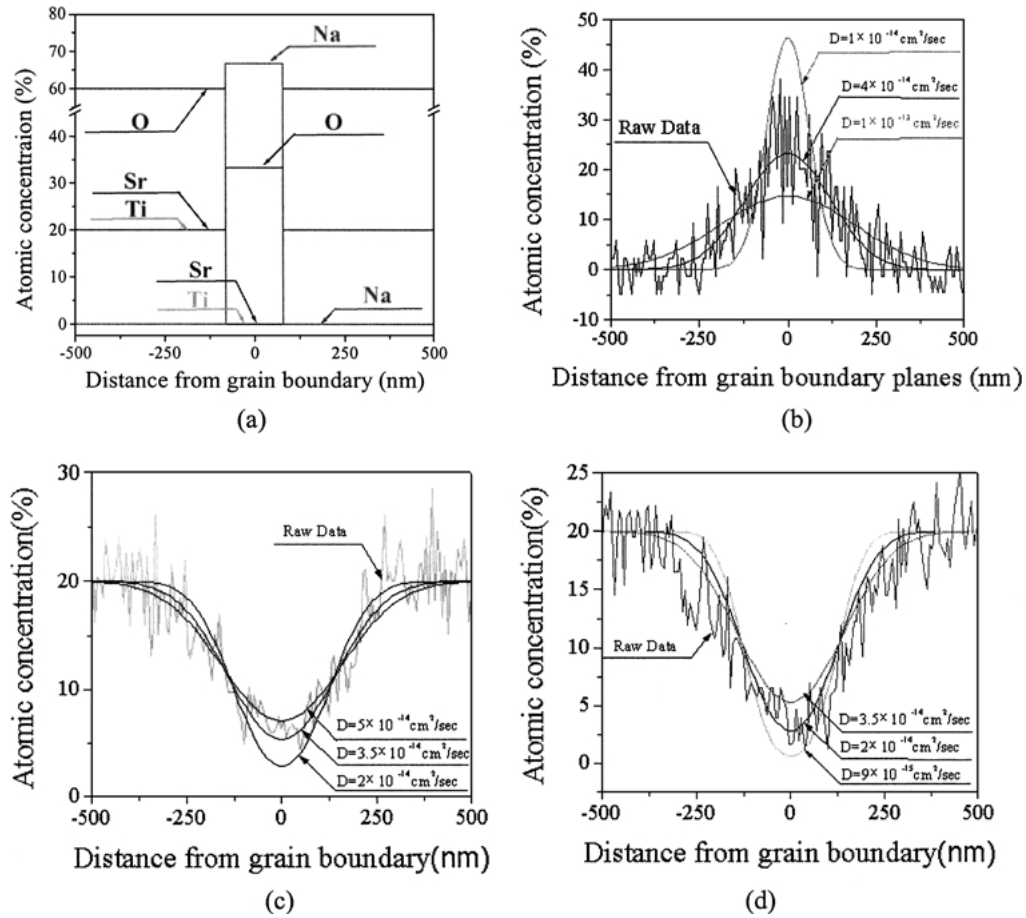 80
70
60
40
30
20
10
0
Atomic concentraion (%)
Na
O
O
Sr
Ti
Sr
Ti
Na
-500 -250 0 250 500
Distance from grain boundary (nm)
(a)
50
40
30
20
10
0
-10
Atomic concentration (%)
D=1× 10 -14 cm2/sec
D=4× 10 -14 cm2/sec
D=1× 10 -13 cm2/sec
Raw Data
-500 -250 0 250 500
Distance from grain boundary planes (nm)
(b)
30
20
10
0
Atomic concentration(%)
Raw Data
D=5× 10 -14 cm2/sec
D=3.5× 10 -14 cm2/sec
D=2× 10 -14 cm2/sec
-500 -250 0 250 500
Distance from grain boundary(nm)
(c)
25
20
15
10
5
0
Atomic concentration(%)
Raw Data
D=3.5× 10 -14 cm2/sec
D=2× 10 -14 cm2/sec
D=9× 10 -15 cm2/sec
-500 -250 0 250 500
Distance from grain boundary(nm)
(d)